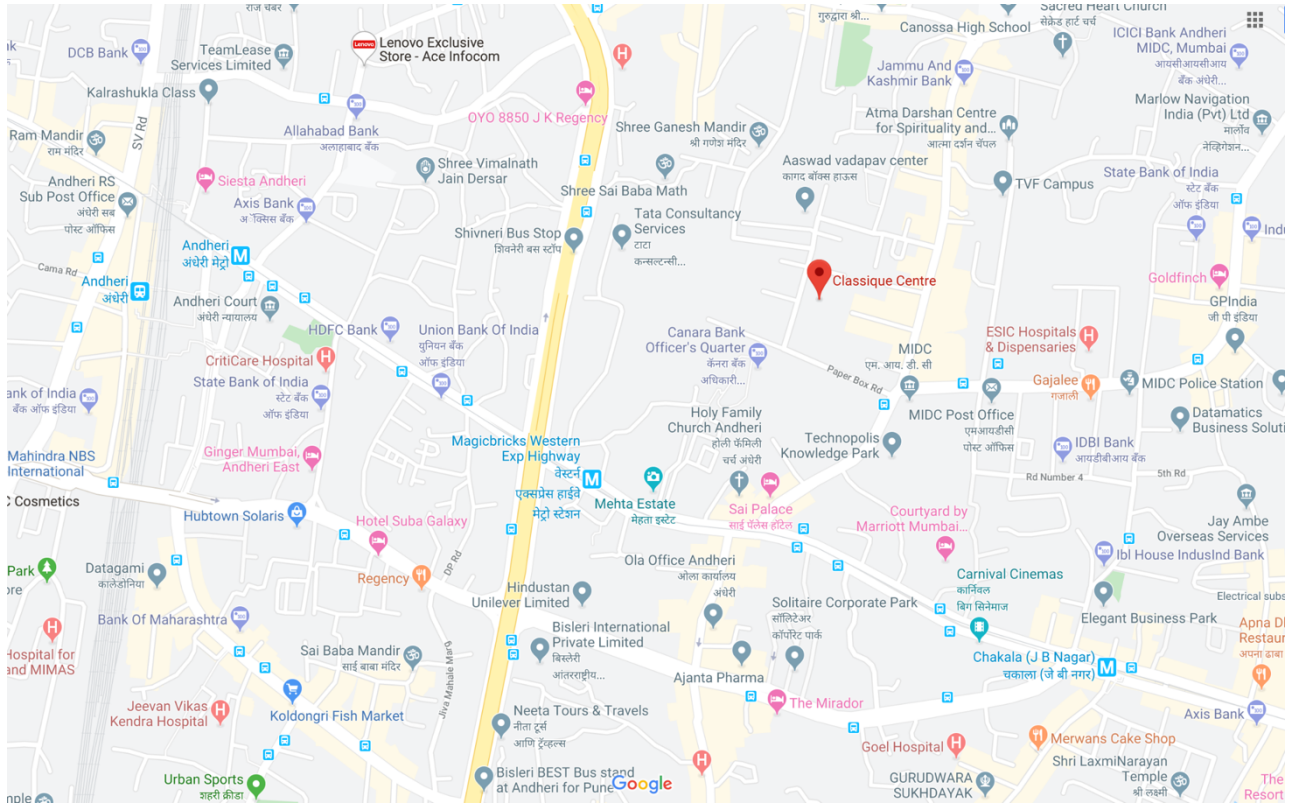 राज चेंबर
DCB Bank
TeamLease
Services Limited
Lenovo
Lenovo Exclusive
Store - Ace Infocom
H
गुरुद्वारा श्री...
Canossa High School
Sacred Heart Church
सेक्रेड हार्ट चर्च
ICICI Bank Andheri
MIDC, Mumbai
आयसीआयसीआय
बँक अंधेरी...
Kalrashukla Class
SV Rd
Allahabad Bank
अलाहाबाद बँक
OYO 8850 J K Regency
Jammu And
Kashmir Bank
Marlow Navigation
India (Pvt) Ltd
मार्लोव
नेव्हिगेशन...
Ram Mandir
राम मंदिर
Shree Ganesh Mandir
श्री गणेश मंदिर
Atma Darshan Centre
for Spirituality and...
आत्मा दर्शन चॅपल
Andheri RS
Sub Post Office
अंधेरी सब
पोस्ट ऑफिस
Siesta Andheri
Shree Vimalnath
Jain Dersar
Shree Sai Baba Math
Aaswad vadapav center
कागद बॉक्स हाऊस
TVF Campus
State Bank of India
स्टेट बँक
ऑफ इंडिया
Axis Bank
अ‍ॅक्सिस बँक
Shivneri Bus Stop
शिवनेरी बस स्टॉप
Tata Consultancy
Services
टाटा
कन्सल्टन्सी...
Andheri
अंधेरी मेट्रो
M
Cama Rd
Andheri
अंधेरी
Andheri Court
अंधेरी न्यायालय
Classique Centre
Goldfinch
GPIndia
जी पी इंडिया
HDFC Bank
Union Bank Of India
युनियन बँक
ऑफ इंडिया
Canara Bank
Officer's Quarter
कॅनरा बँक
अधिकारी...
ESIC Hospitals
& Dispensaries
H
CritiCare Hospital
H
MIDC
एम. आय. डी. सी
Paper Box Rd
Gajalee
गजाली
MIDC Police Station
State Bank of India
स्टेट बँक
ऑफ इंडिया
ank of India
बँक ऑफ इंडिया
MIDC Post Office
एमआयडीसी
पोस्ट ऑफिस
Datamatics
Business Soluti
Holy Family
Church Andheri
होली फॅमिली
चर्च अंधेरी
Technopolis
Knowledge Park
IDBI Bank
आयडीबीआय बँक
Mahindra NBS
International
Ginger Mumbai,
Andheri East
Magicbricks Western
Exp Highway
वेस्टर्न
एक्सप्रेस हाईवे
मेट्रो स्टेशन
M
Rd Number 4
5th Rd
C Cosmetics
Hubtown Solaris
Mehta Estate
मेहता इस्टेट
Sai Palace
साई पॅलेस हॉटेल
Courtyard by
Marriott Mumbai...
Jay Ambe
Overseas Services
Hotel Suba Galaxy
Ibl House IndusInd Bank
Park
ore
Datagami
कालेडोनिया
Regency
DP Rd
Ola Office Andheri
ओला कार्यालय
अंधेरी
Carnival Cinemas
कार्निवल
बिग सिनेमाज
Hindustan
Unilever Limited
Solitaire Corporate Park
सॉलिटेअर
कॉर्पोरेट पार्क
Electrical subs
Elegant Business Park
Bank Of Maharashtra
Bisleri International
Private Limited
बिस्लेरी
आंतरराष्ट्रीय...
Apna Dh
Restaur
अपना ढाबा
H
Hospital for
and MIMAS
Sai Baba Mandir
साई बाबा मंदिर
Jiva Mahale Marg
Ajanta Pharma
Chakala (J B Nagar)
चकाला (जे बी नगर)
M
Jeevan Vikas
Kendra Hospital
H
Koldongri Fish Market
Neeta Tours & Travels
नीता टूर्स
आणि ट्रॅव्हल्स
The Mirador
Axis Bank
Goel Hospital
H
Merwans Cake Shop
H
Urban Sports
शहरी क्रीडा
Bisleri BEST Bus stand
at Andheri for Pune
Google
GURUDWARA
SUKHDAYAK
Shri LaxmiNarayan
Temple
श्री लक्ष्मी
The
Resort